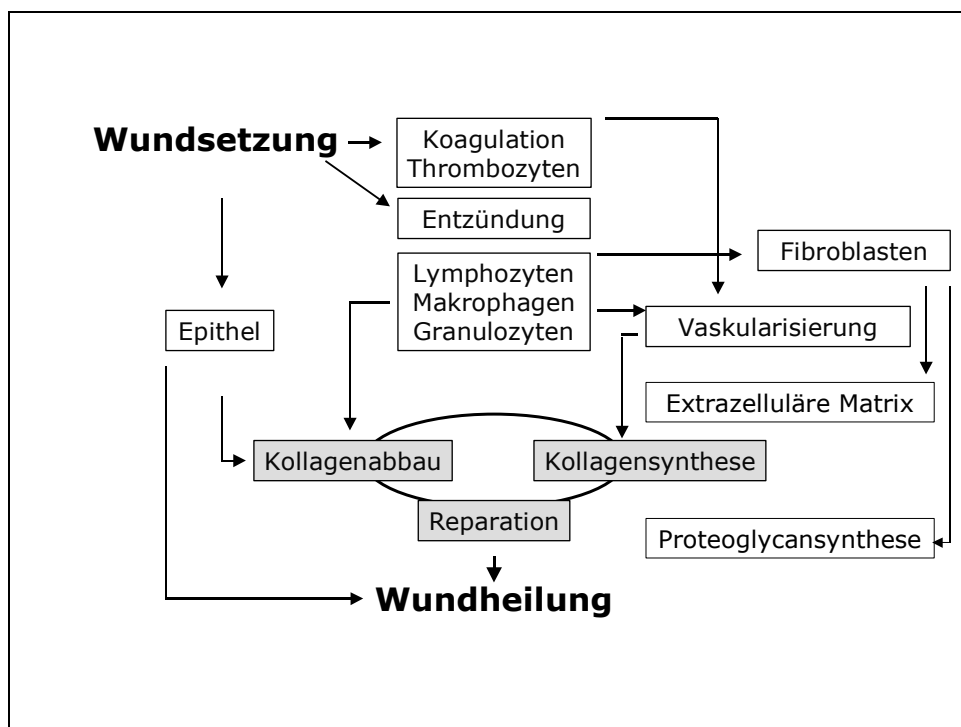 Wundsetzung
Koagulation
Thrombozyten
Entzündung
Fibroblasten
Lymphozyten
Makrophagen
Granulozyten
Epithel
Vaskularisierung
Extrazelluläre Matrix
Kollagenabbau
Kollagensynthese
Reparation
Proteoglycansynthese
Wundheilung